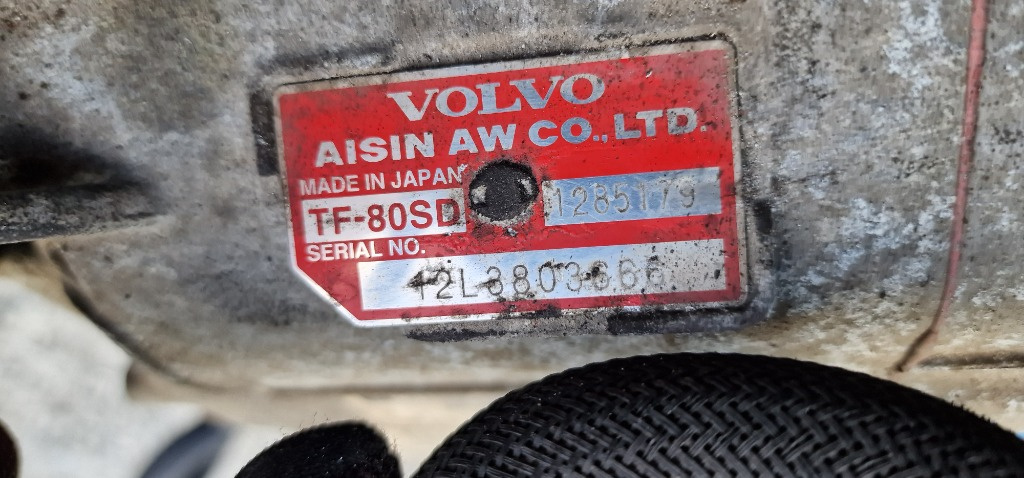 VOLVO
AISIN AW CO., LTD.
MADE IN JAPAN
TF-80SD 1285179
SERIAL NO.
12L3803666